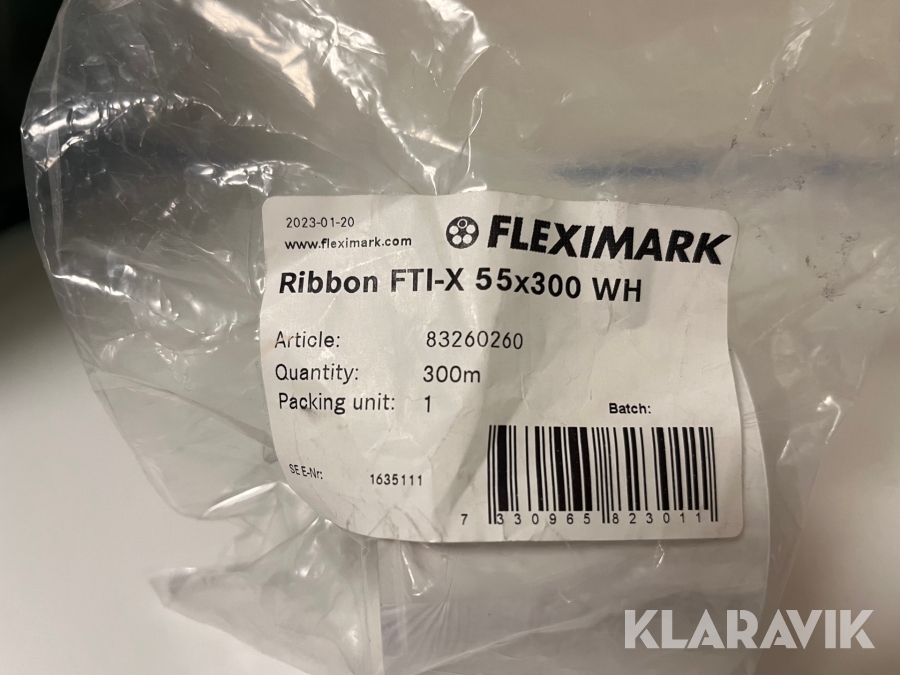 2023-01-20
www.fleximark.com
FLEXIMARK
Ribbon FTI-X 55x300 WH
Article: 83260260
Quantity: 300m
Packing unit: 1
Batch:
SE E-Nr: 1635111
7 330965 823011
KLARAVIK